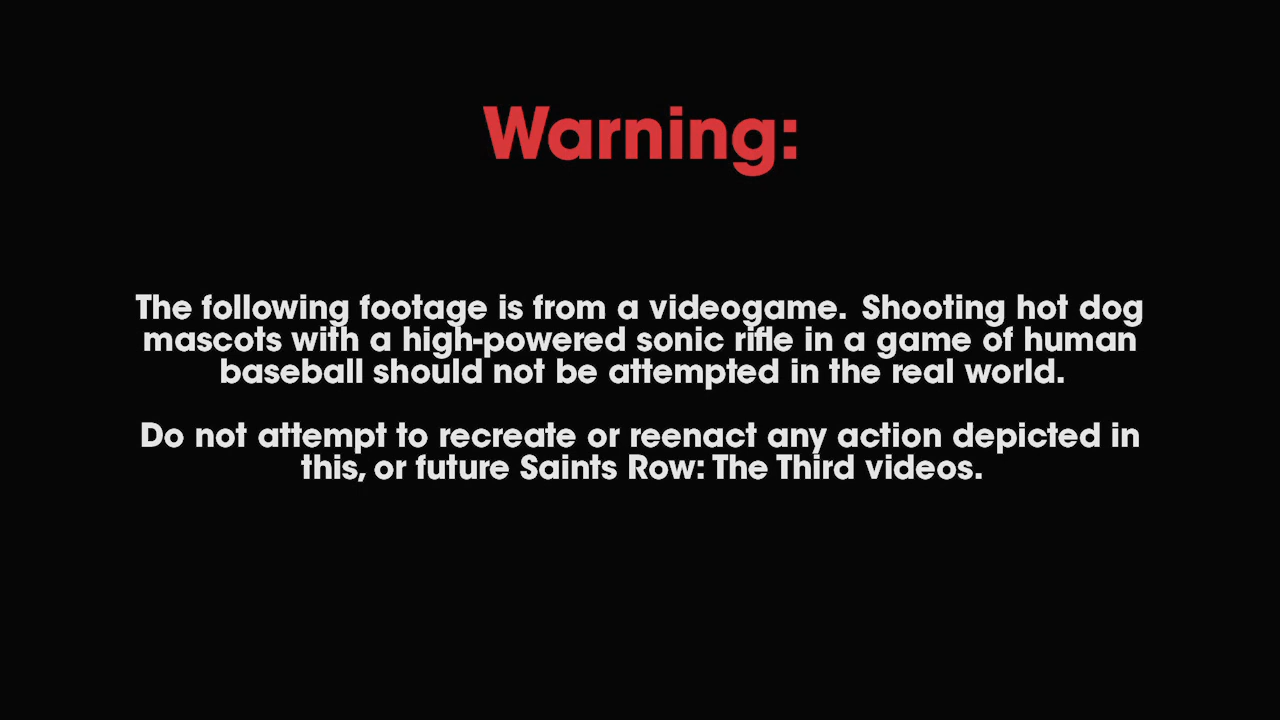 Warning:
The following footage is from a videogame.  Shooting hot dog
mascots with a high-powered sonic rifle in a game of human
baseball should not be attempted in the real world.
Do not attempt to recreate or reenact any action depicted in
this, or future Saints Row: The Third videos.